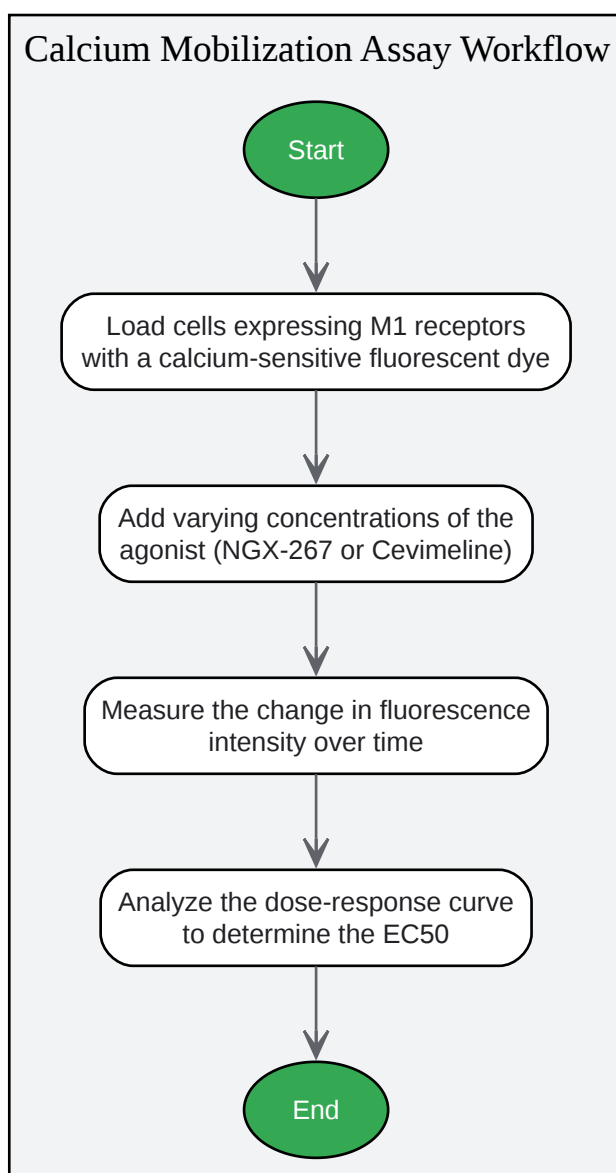 Calcium Mobilization Assay Workflow
Start
Load cells expressing M1 receptors
with a calcium-sensitive fluorescent dye
Add varying concentrations of the
agonist (NGX-267 or Cevimeline)
Measure the change in fluorescence
intensity over time
Analyze the dose-response curve
to determine the EC50
End